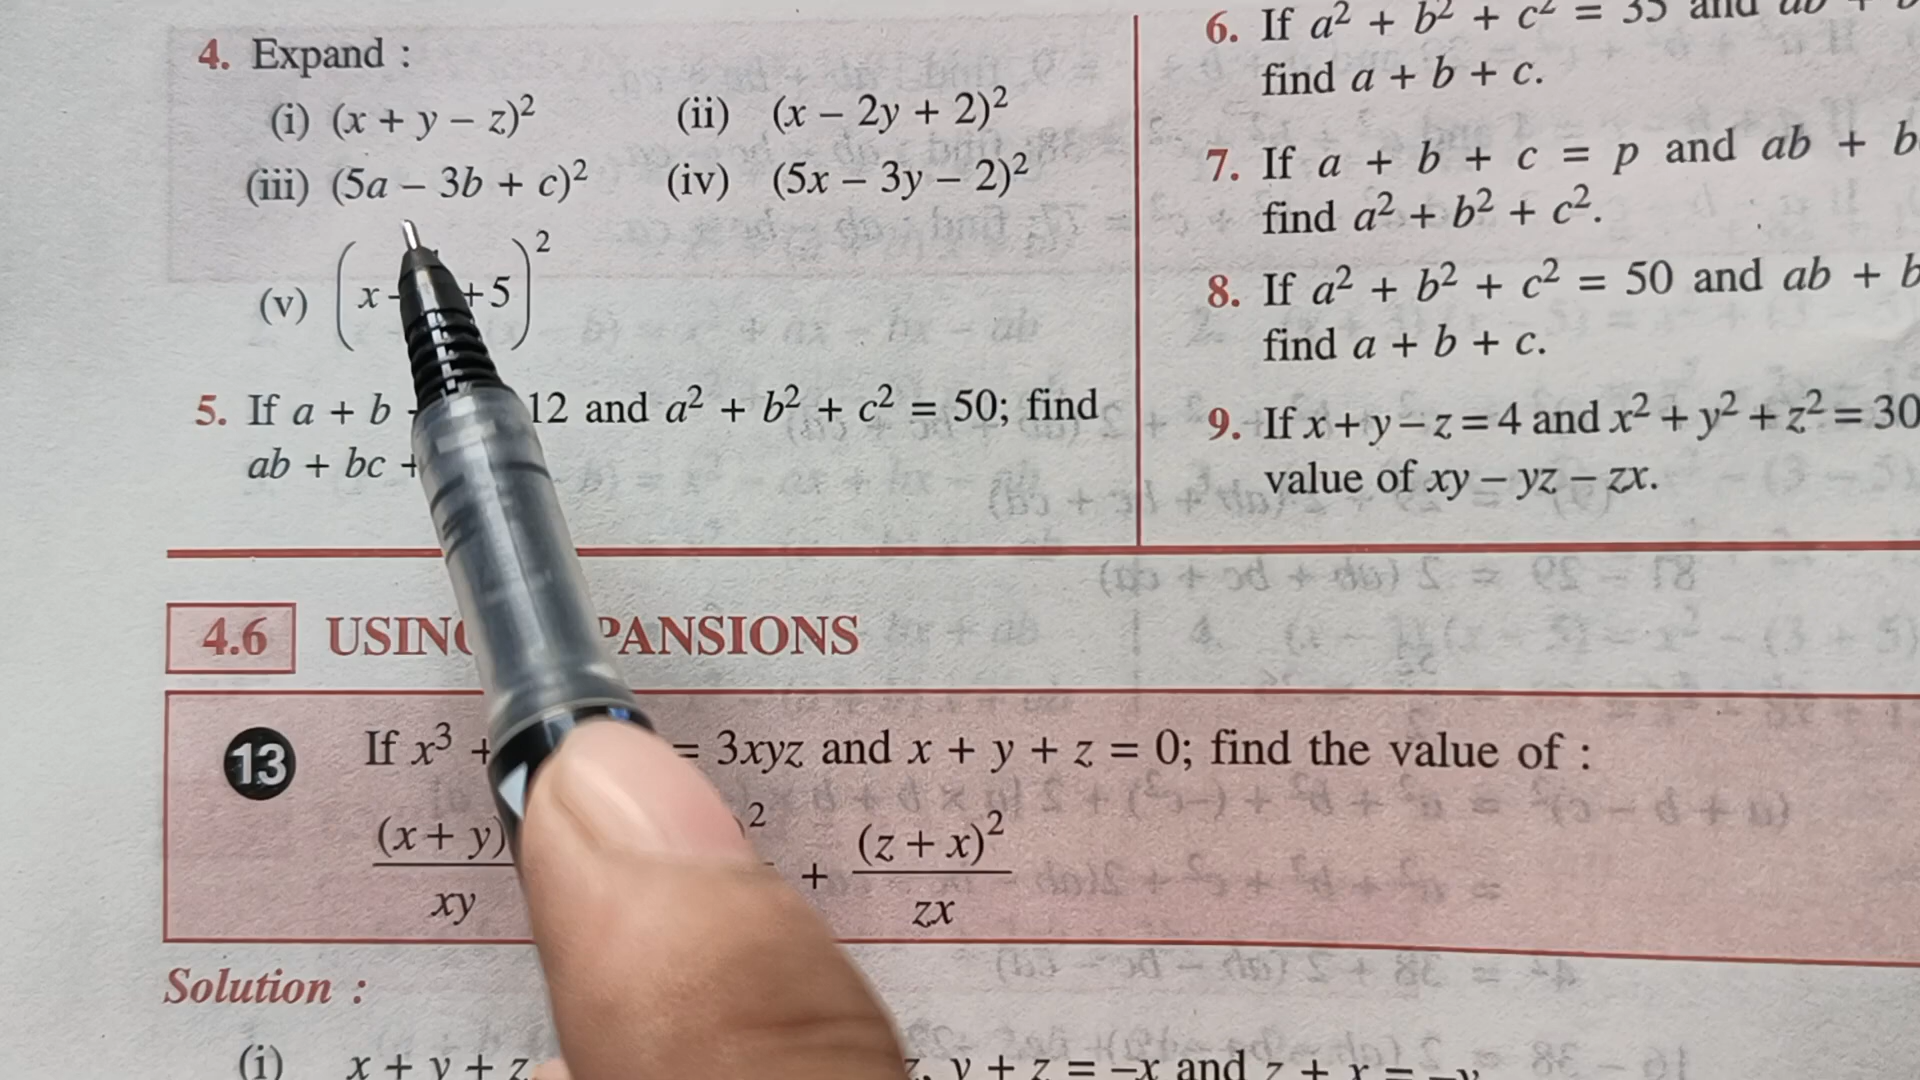 4. Expand :
(i) (x + y – z)² (ii) (x – 2y + 2)²
(iii) (5a – 3b + c)² (iv) (5x – 3y – 2)²
(v) (x – +5)²
5. If a + b 12 and a² + b² + c² = 50; find
ab + bc +
6. If a² + b² + c² = 35 and ab +
find a + b + c.
7. If a + b + c = p and ab + b
find a² + b² + c².
8. If a² + b² + c² = 50 and ab + b
find a + b + c.
9. If x + y – z = 4 and x² + y² + z² = 30
value of xy – yz – zx.
4.6 USING PANSIONS
13 If x³ + = 3xyz and x + y + z = 0; find the value of :
(x + y) ² + (z + x)²
xy zx
Solution :
(i) x + y + z z, y + z = –x and z + x = –y